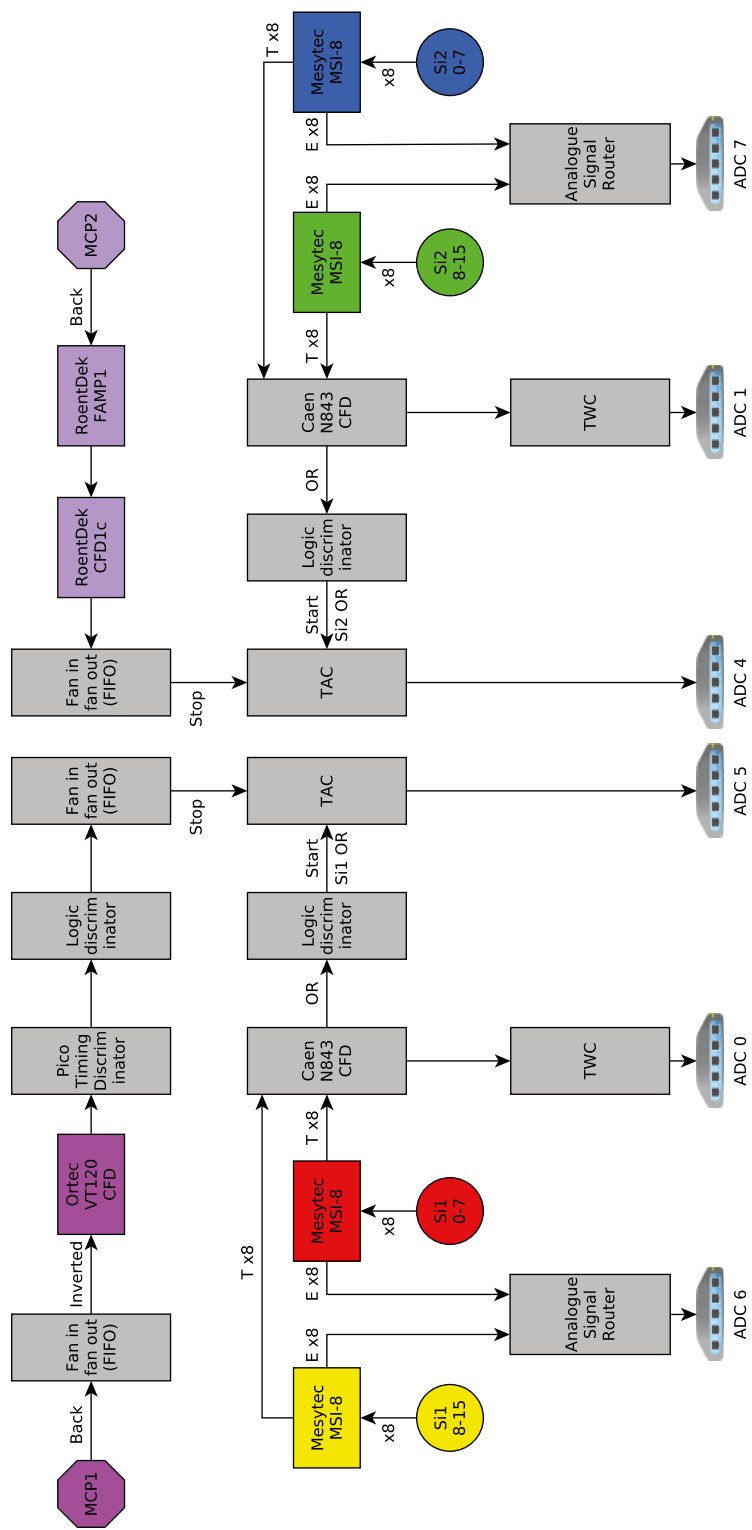 MCP1
Back
Fan in
fan out
(FIFO)
Inverted
Ortec
VT120
CFD
Pico
Timing
Discrim
inator
Logic
discrim
inator
Fan in
fan out
(FIFO)
Fan in
fan out
(FIFO)
RoentDek
CFD1c
RoentDek
FAMP1
Back
MCP2
Stop
Stop
T x8
T x8
Mesytec
MSI-8
E x8
E x8
Mesytec
MSI-8
T x8
Caen
N843
CFD
OR
Logic
discrim
inator
Start
Si1 OR
TAC
TAC
Start
Si2 OR
Logic
discrim
inator
OR
Caen
N843
CFD
T x8
Mesytec
MSI-8
E x8
E x8
Mesytec
MSI-8
x8
x8
x8
x8
Si1
8-15
Si1
0-7
Si2
8-15
Si2
0-7
Analogue
Signal
Router
TWC
TWC
Analogue
Signal
Router
ADC 6
ADC 0
ADC 5
ADC 4
ADC 1
ADC 7